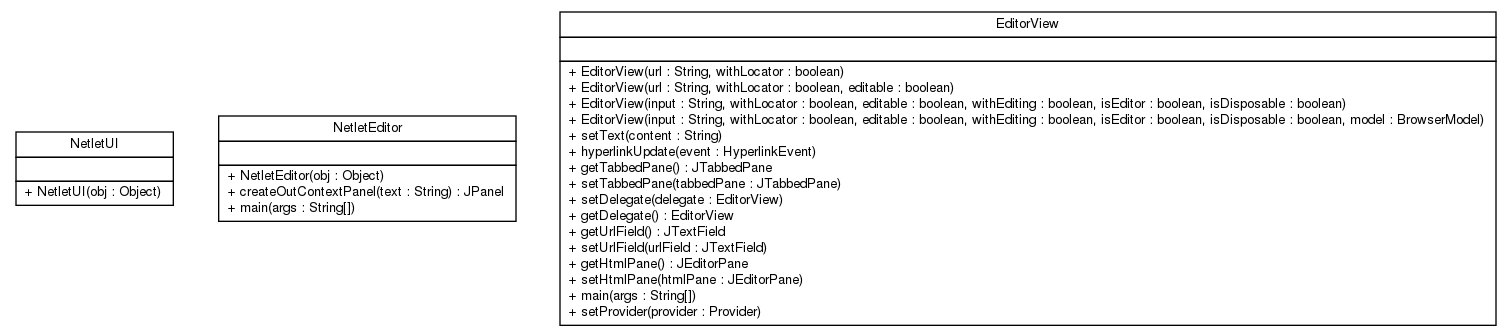 NetletUI
+ NetletUI(obj : Object)
NetletEditor
+ NetletEditor(obj : Object)
+ createOutContextPanel(text : String) : JPanel
+ main(args : String[])
EditorView
+ EditorView(url : String, withLocator : boolean)
+ EditorView(url : String, withLocator : boolean, editable : boolean)
+ EditorView(input : String, withLocator : boolean, editable : boolean, withEditing : boolean, isEditor : boolean, isDisposable : boolean)
+ EditorView(input : String, withLocator : boolean, editable : boolean, withEditing : boolean, isEditor : boolean, isDisposable : boolean, model : BrowserModel)
+ setText(content : String)
+ hyperlinkUpdate(event : HyperlinkEvent)
+ getTabbedPane() : JTabbedPane
+ setTabbedPane(tabbedPane : JTabbedPane)
+ setDelegate(delegate : EditorView)
+ getDelegate() : EditorView
+ getUrlField() : JTextField
+ setUrlField(urlField : JTextField)
+ getHtmlPane() : JEditorPane
+ setHtmlPane(htmlPane : JEditorPane)
+ main(args : String[])
+ setProvider(provider : Provider)